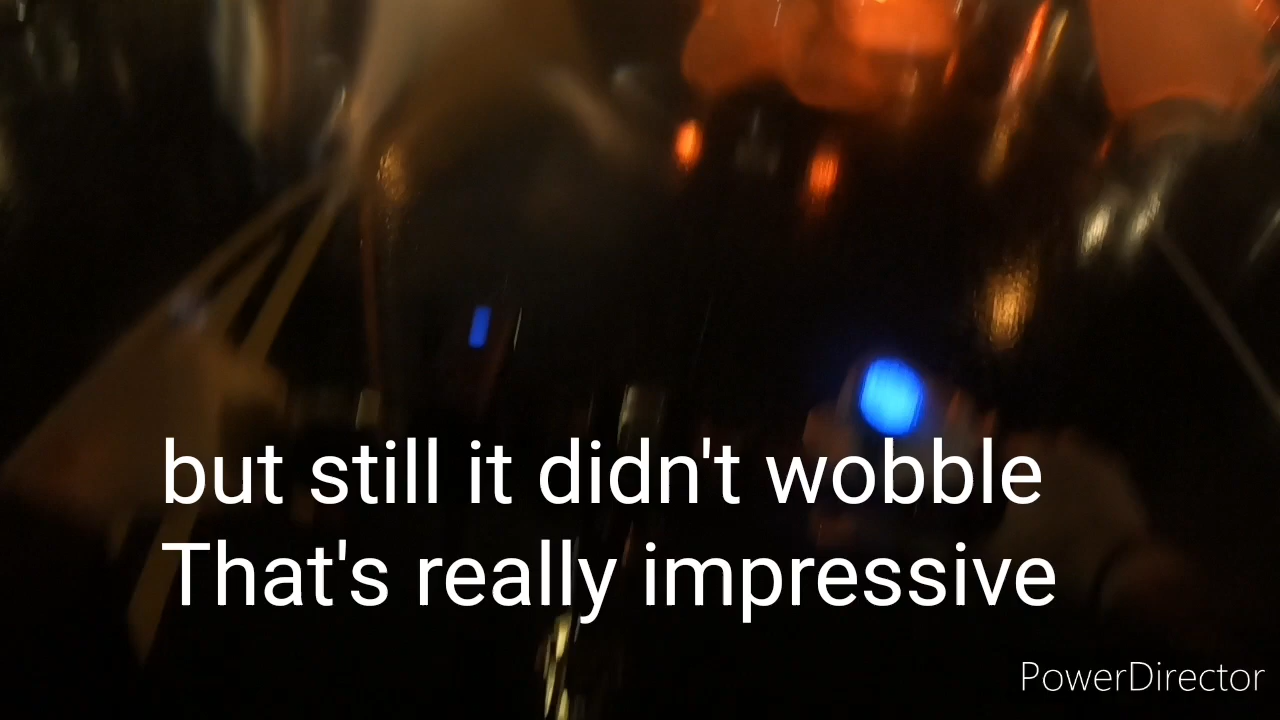 but still it didn't wobble
That's really impressive
PowerDirector